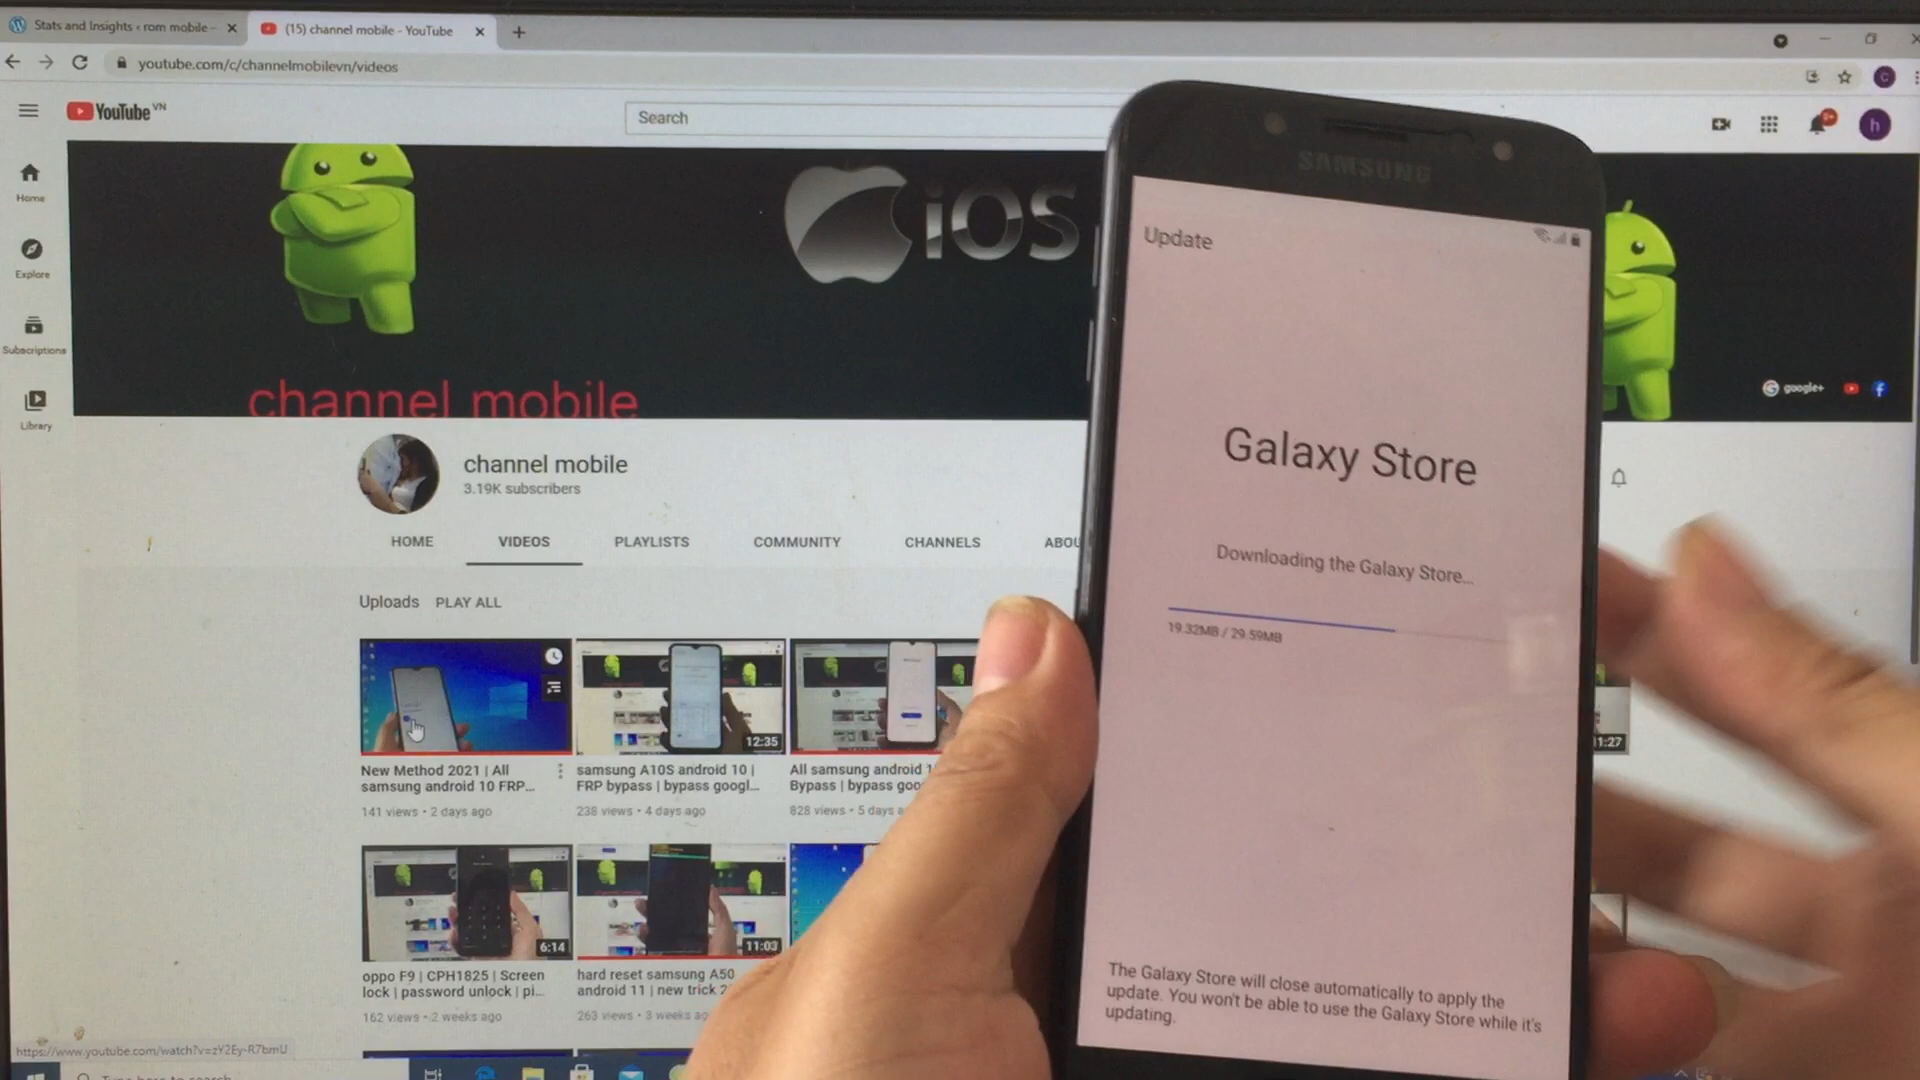 Stats and Insights ‹ rom mobile –
(15) channel mobile - YouTube
youtube.com/c/channelmobilevn/videos
YouTube VN
Search
h
Home
Explore
Subscriptions
Library
iOS
channel mobile
google+
channel mobile
3.19K subscribers
HOME VIDEOS PLAYLISTS COMMUNITY CHANNELS ABOU
Uploads PLAY ALL
12:35
11:27
New Method 2021 | All
samsung android 10 FRP...
141 views • 2 days ago
samsung A10S android 10 |
FRP bypass | bypass googl...
238 views • 4 days ago
All samsung android 1
Bypass | bypass goo
828 views • 5 days a
6:14
11:03
oppo F9 | CPH1825 | Screen
lock | password unlock | pi...
162 views • 2 weeks ago
hard reset samsung A50
android 11 | new trick 2
263 views • 3 weeks ag
https://www.youtube.com/watch?v=zY2Ey-R7bmU
Type here to search
SAMSUNG
Update
Galaxy Store
Downloading the Galaxy Store...
19.32MB / 29.59MB
The Galaxy Store will close automatically to apply the
update. You won't be able to use the Galaxy Store while it's
updating.